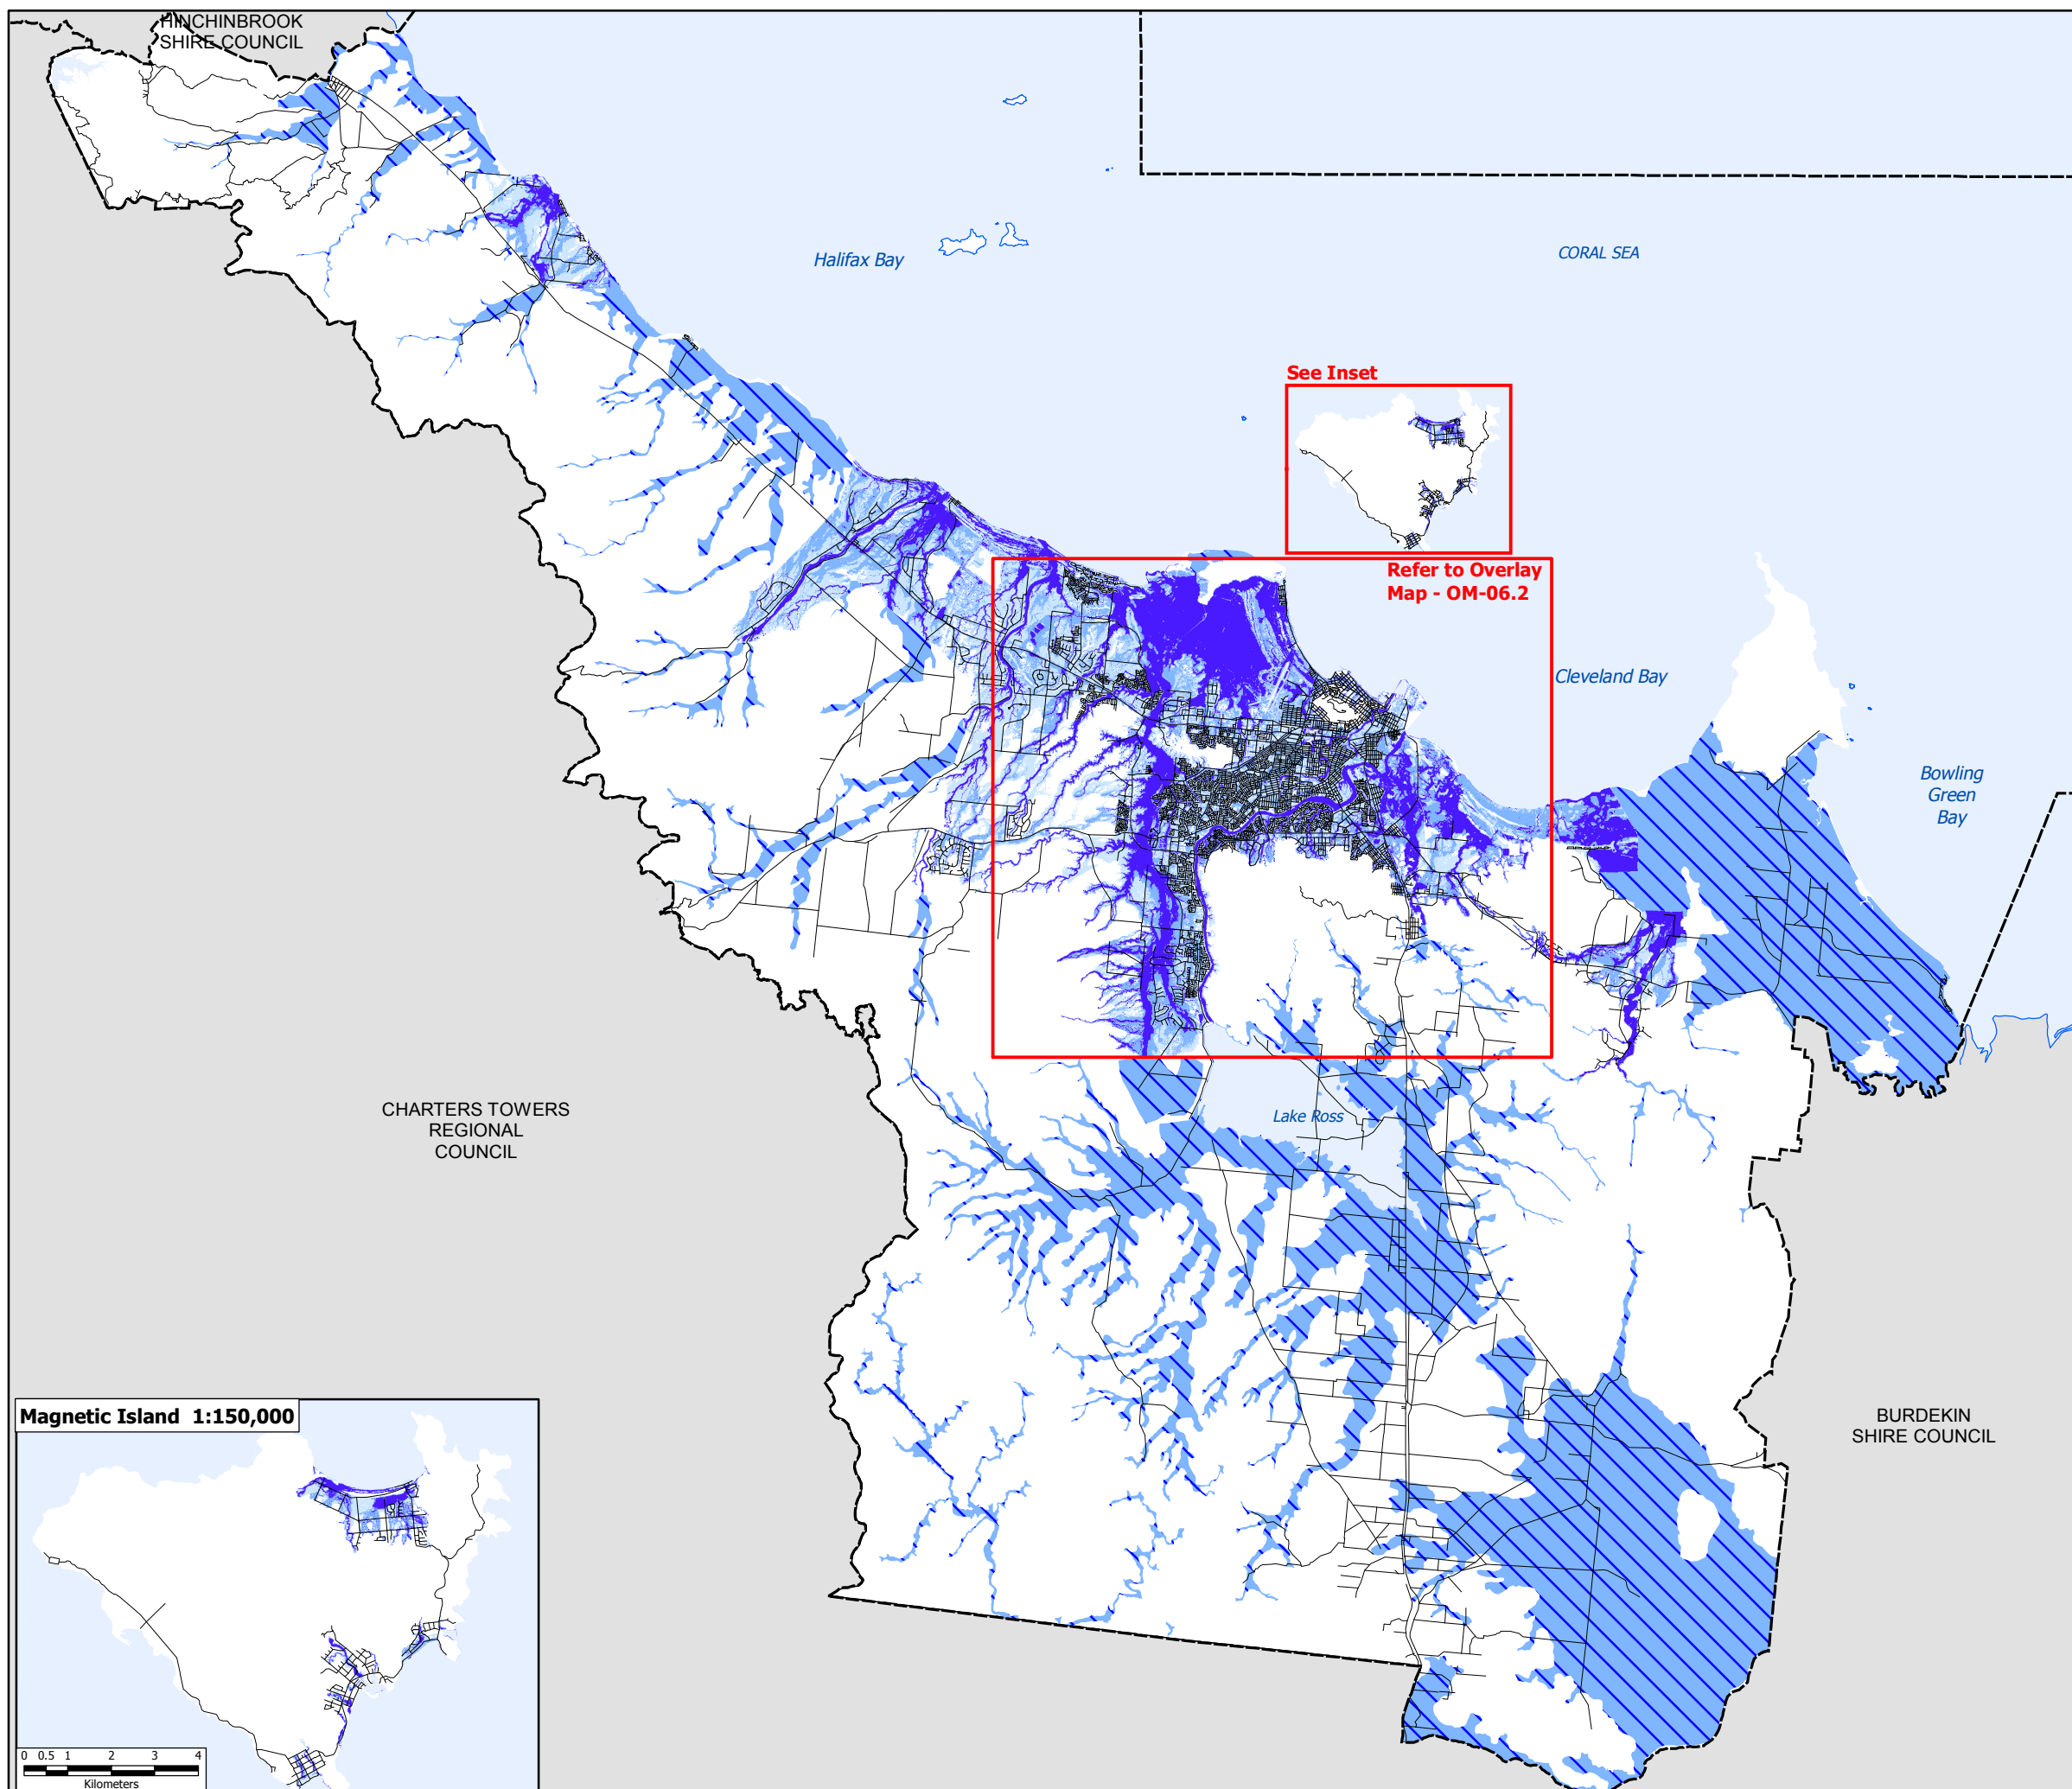 HINCHINBROOK
SHIRE COUNCIL
Halifax Bay
CORAL SEA
See Inset
Refer to Overlay
Map - OM-06.2
Cleveland Bay
Bowling
Green
Bay
CHARTERS TOWERS
REGIONAL
COUNCIL
Lake Ross
BURDEKIN
SHIRE COUNCIL
Magnetic Island 1:150,000
0 0.5 1 2 3 4
Kilometers